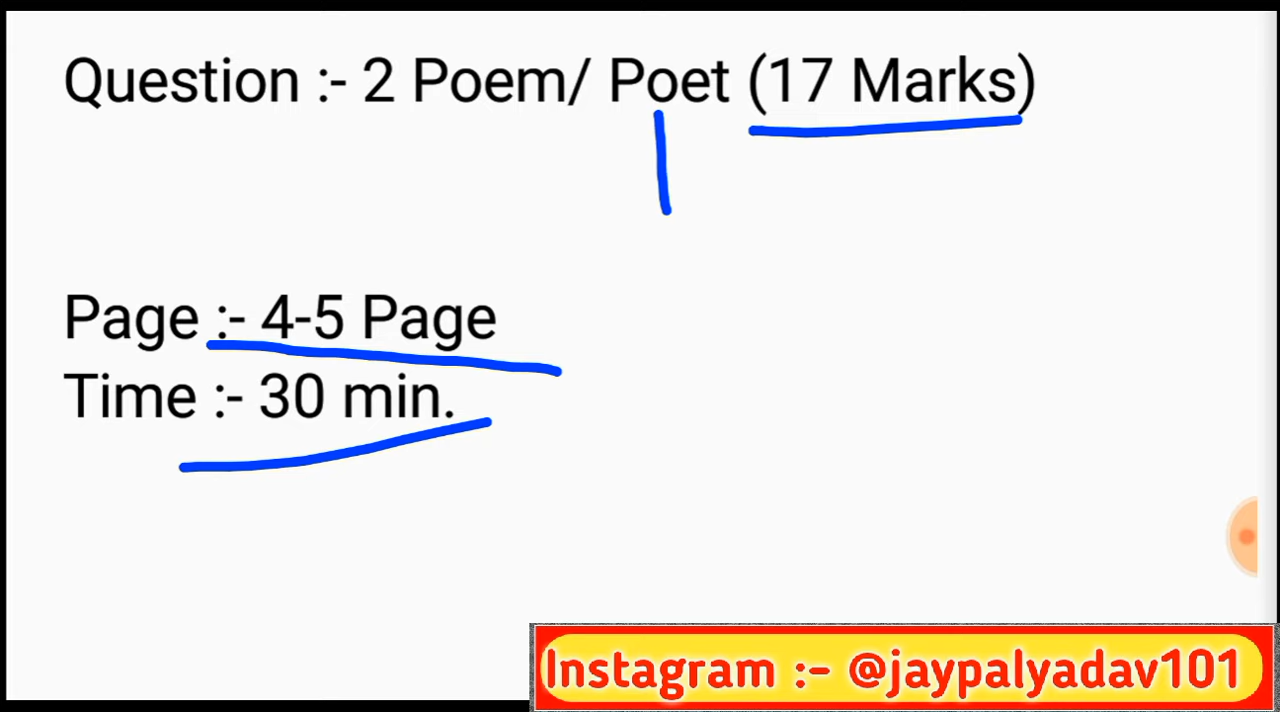 Question :- 2 Poem/ Poet (17 Marks)
Page :- 4-5 Page
Time :- 30 min.
Instagram :- @jaypalyadav101